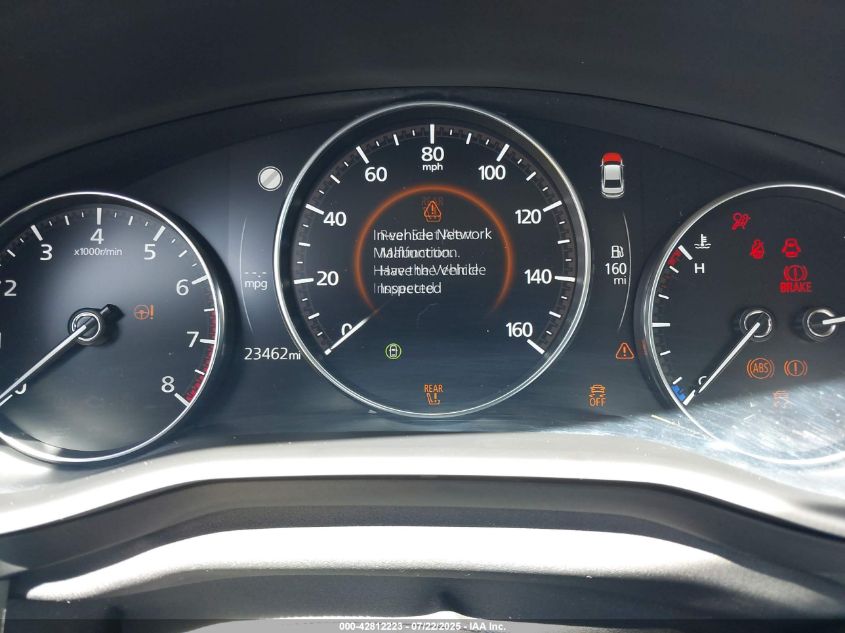 80
mph
60
100
40
120
20
140
0
160
In-vehicle Network
Malfunction.
Have the Vehicle
Inspected
4
x1000r/min
3
5
2
6
1
7
8
0
mpg
23462mi
160
mi
H
C
BRAKE
ABS
REAR
OFF
000-42812223 - 07/22/2025 - IAA Inc.